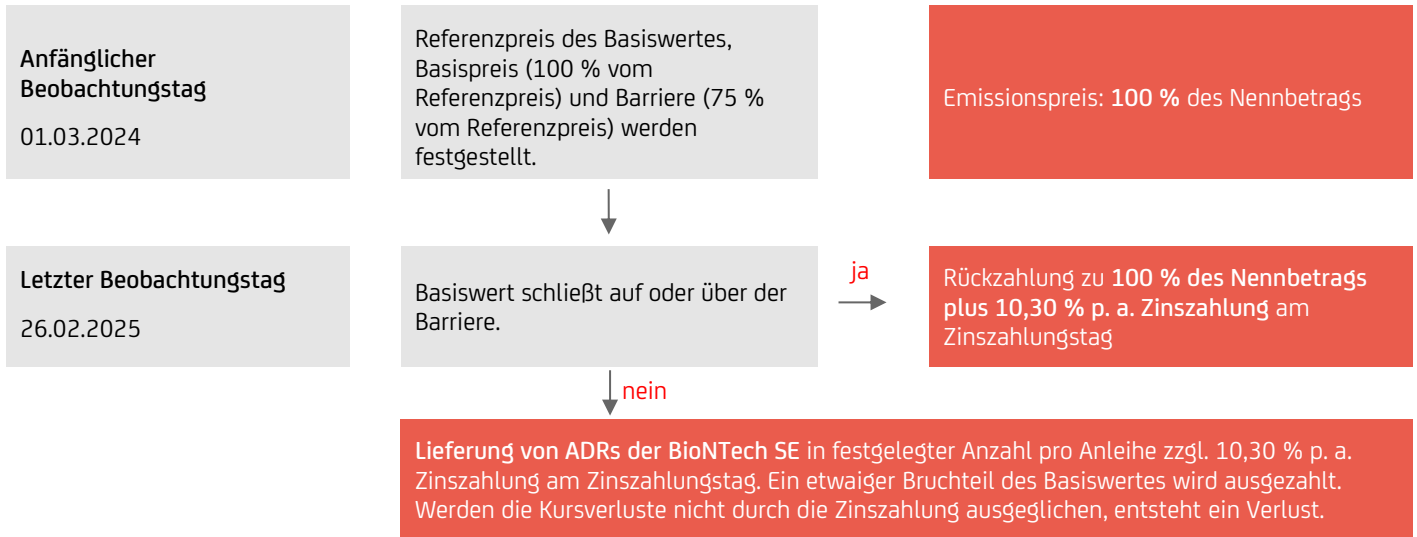 Anfänglicher
Beobachtungstag
01.03.2024
Referenzpreis des Basiswertes,
Basispreis (100 % vom
Referenzpreis) und Barriere (75 %
vom Referenzpreis) werden
festgestellt.
Emissionspreis: 100 % des Nennbetrags
Letzter Beobachtungstag
26.02.2025
Basiswert schließt auf oder über der
Barriere.
ja
Rückzahlung zu 100 % des Nennbetrags
plus 10,30 % p. a. Zinszahlung am
Zinszahlungstag
nein
Lieferung von ADRs der BioNTech SE in festgelegter Anzahl pro Anleihe zzgl. 10,30 % p. a.
Zinszahlung am Zinszahlungstag. Ein etwaiger Bruchteil des Basiswertes wird ausgezahlt.
Werden die Kursverluste nicht durch die Zinszahlung ausgeglichen, entsteht ein Verlust.